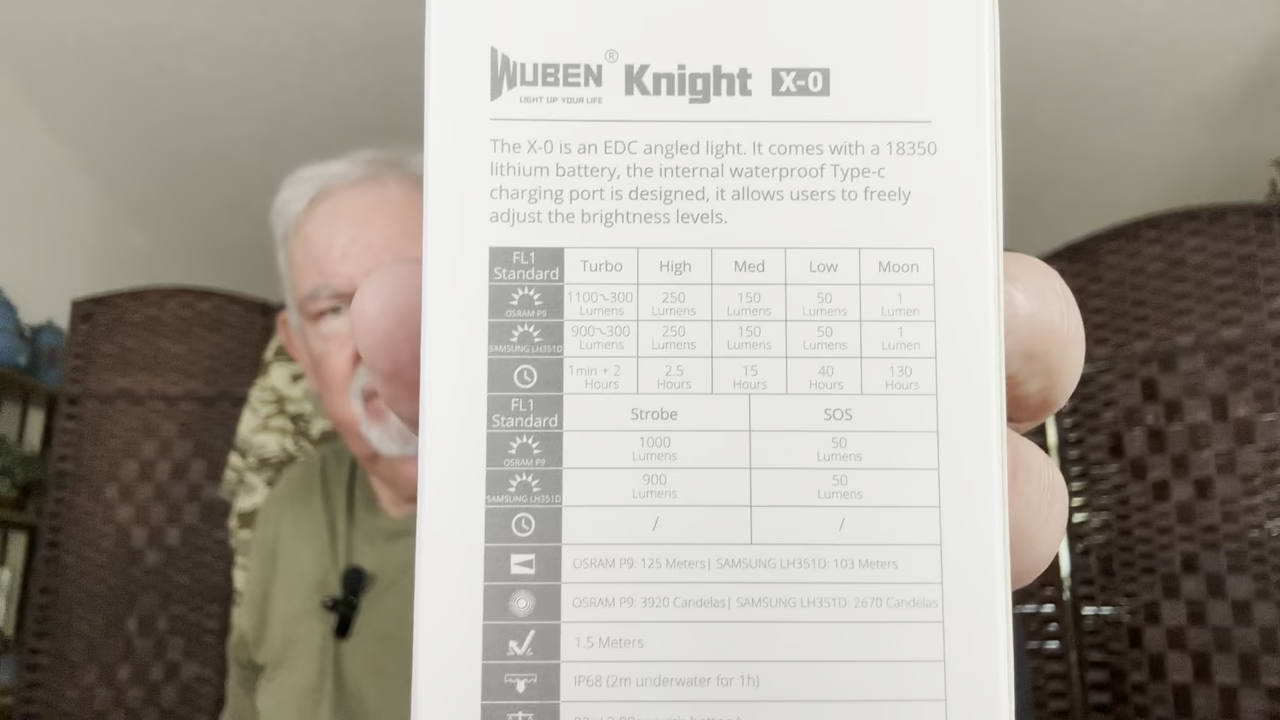 WUBEN® Knight X-0
LIGHT UP YOUR LIFE
The X-0 is an EDC angled light. It comes with a 18350
lithium battery, the internal waterproof Type-c
charging port is designed, it allows users to freely
adjust the brightness levels.
FL1 Standard Turbo High Med Low Moon
OSRAM P9 1100~300 Lumens 250 Lumens 150 Lumens 50 Lumens 1 Lumen
SAMSUNG LH351D 900~300 Lumens 250 Lumens 150 Lumens 50 Lumens 1 Lumen
1min + 2 Hours 2.5 Hours 15 Hours 40 Hours 130 Hours
FL1 Standard Strobe SOS
OSRAM P9 1000 Lumens 50 Lumens
SAMSUNG LH351D 900 Lumens 50 Lumens
/ /
OSRAM P9: 125 Meters| SAMSUNG LH351D: 103 Meters
OSRAM P9: 3920 Candelas| SAMSUNG LH351D: 2670 Candelas
1.5 Meters
IP68 (2m underwater for 1h)